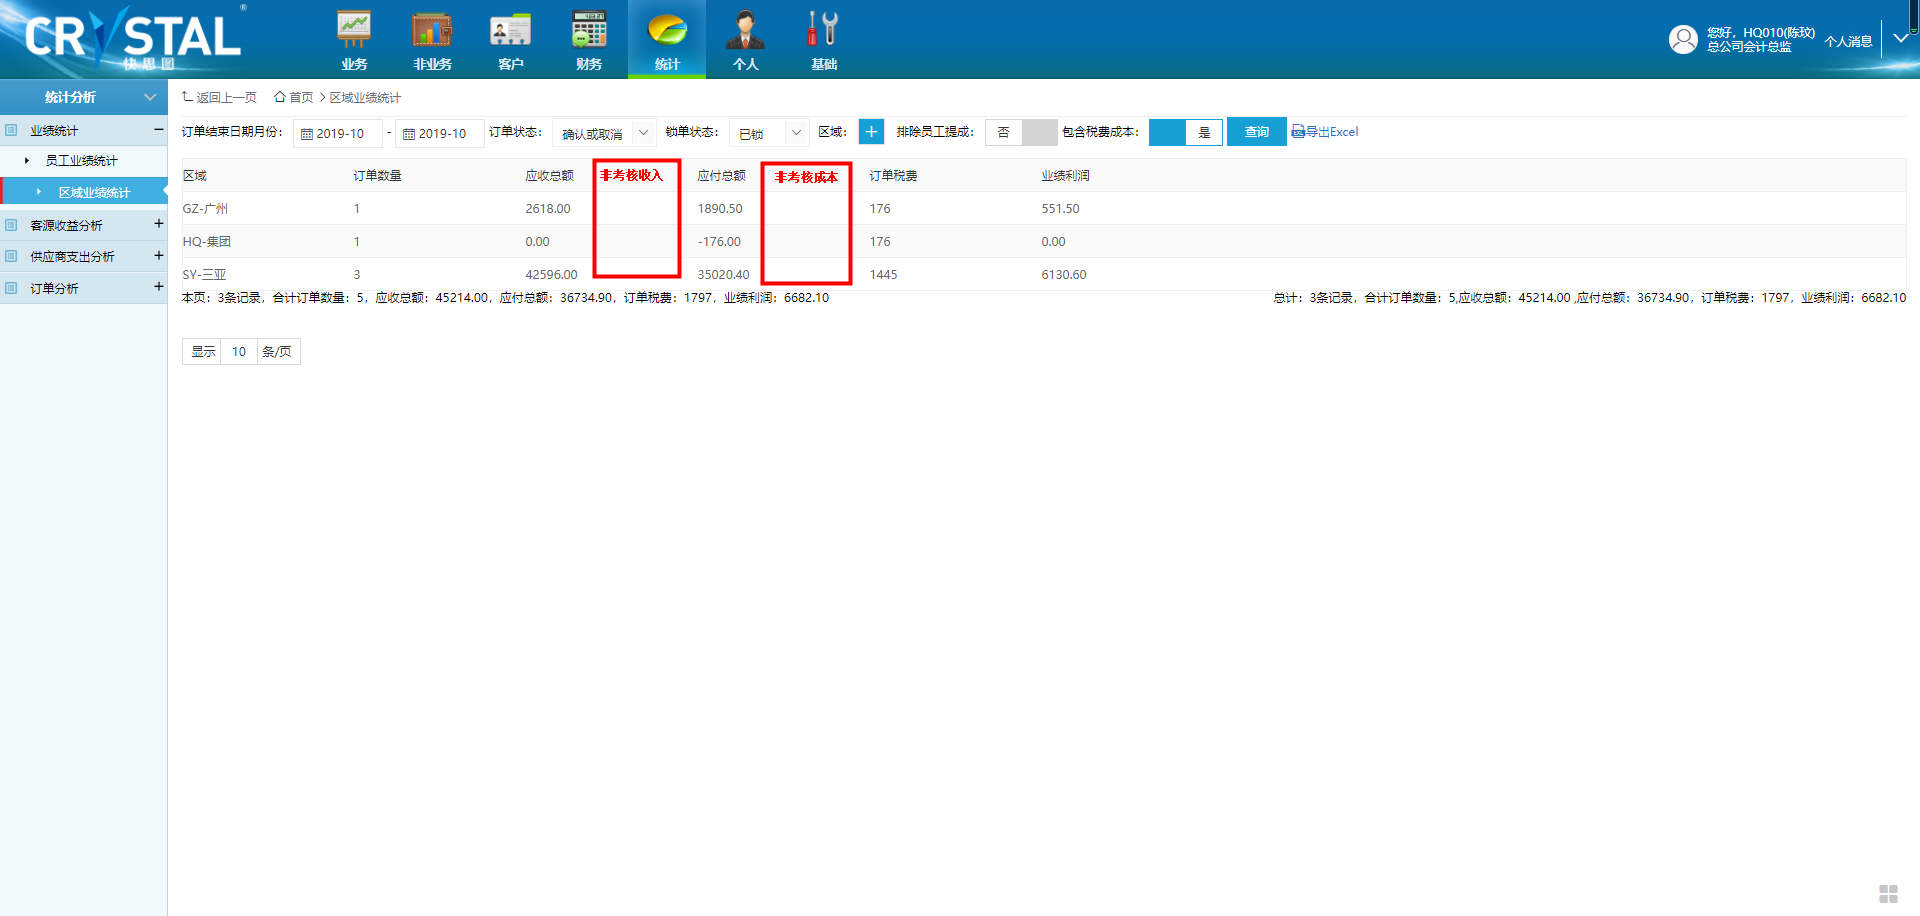 CRYSTAL ®
快思图
业务 非业务 客户 财务 统计 个人 基础
您好，HQ010(陈玟)
总公司会计总监
个人消息
统计分析
业绩统计
员工业绩统计
区域业绩统计
客源收益分析
供应商支出分析
订单分析
返回上一页 首页 > 区域业绩统计
订单结束日期月份： 2019-10 - 2019-10 订单状态： 确认或取消 锁单状态： 已锁 区域： + 排除员工提成： 否 包含税费成本： 是 查询 导出Excel
区域 订单数量 应收总额 非考核收入 应付总额 非考核成本 订单税费 业绩利润
GZ-广州 1 2618.00 1890.50 176 551.50
HQ-集团 1 0.00 -176.00 176 0.00
SY-三亚 3 42596.00 35020.40 1445 6130.60
本页：3条记录，合计订单数量：5，应收总额：45214.00，应付总额：36734.90，订单税费：1797，业绩利润：6682.10
总计：3条记录，合计订单数量：5,应收总额：45214.00 ,应付总额：36734.90，订单税费：1797，业绩利润：6682.10
显示 10 条/页